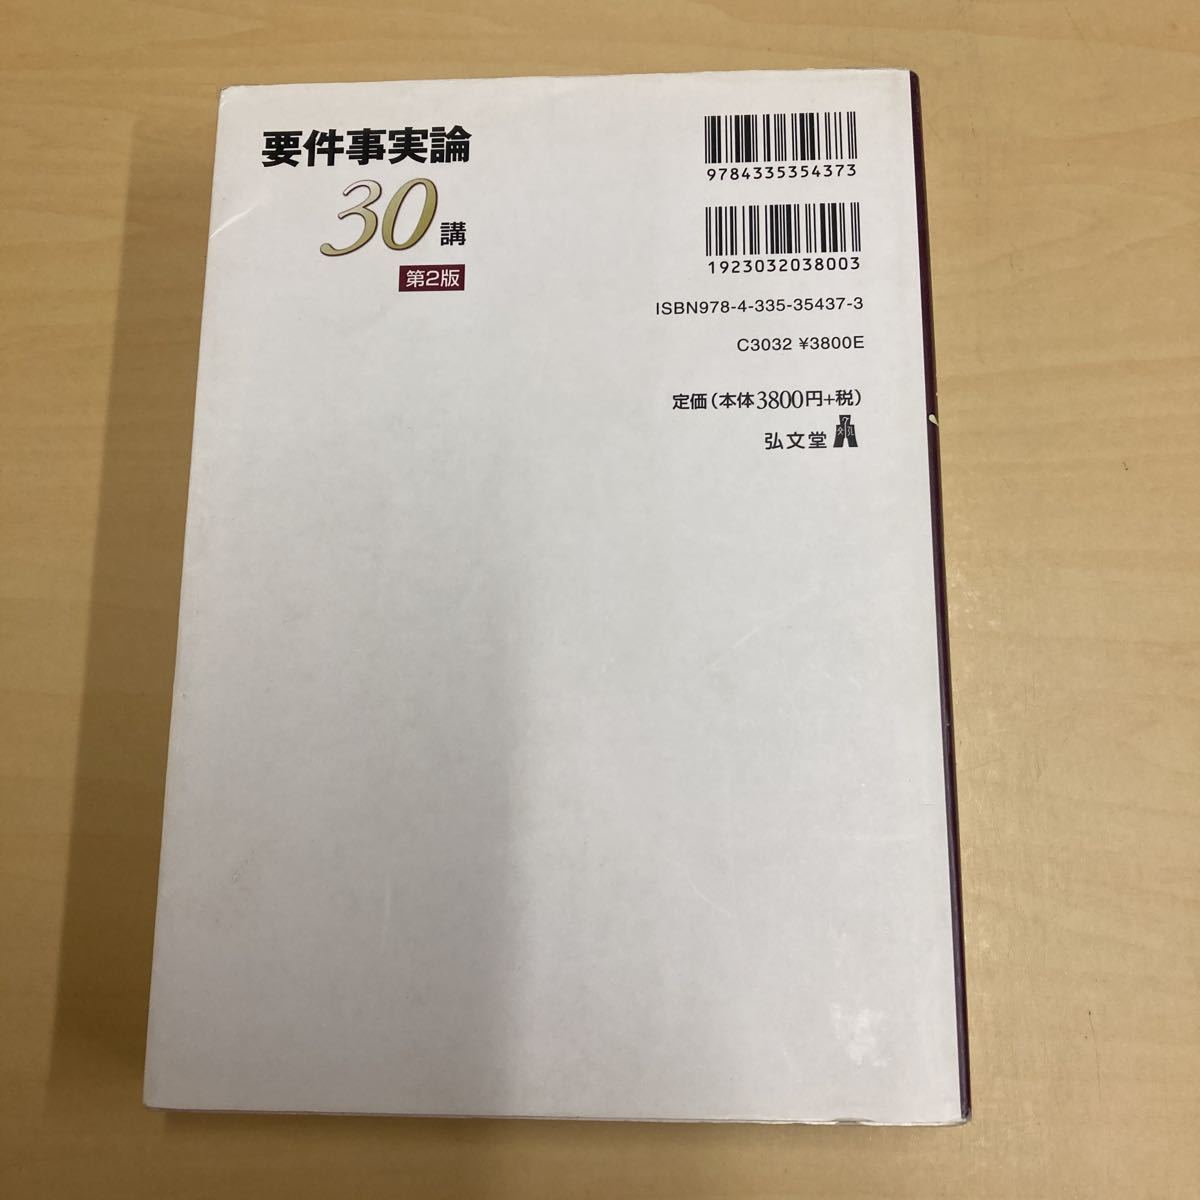 要件事実論
30講
第2版
9784335354373
1923032038003
ISBN978-4-335-35437-3
C3032 ¥3800E
定価(本体3800円+税)
弘文堂